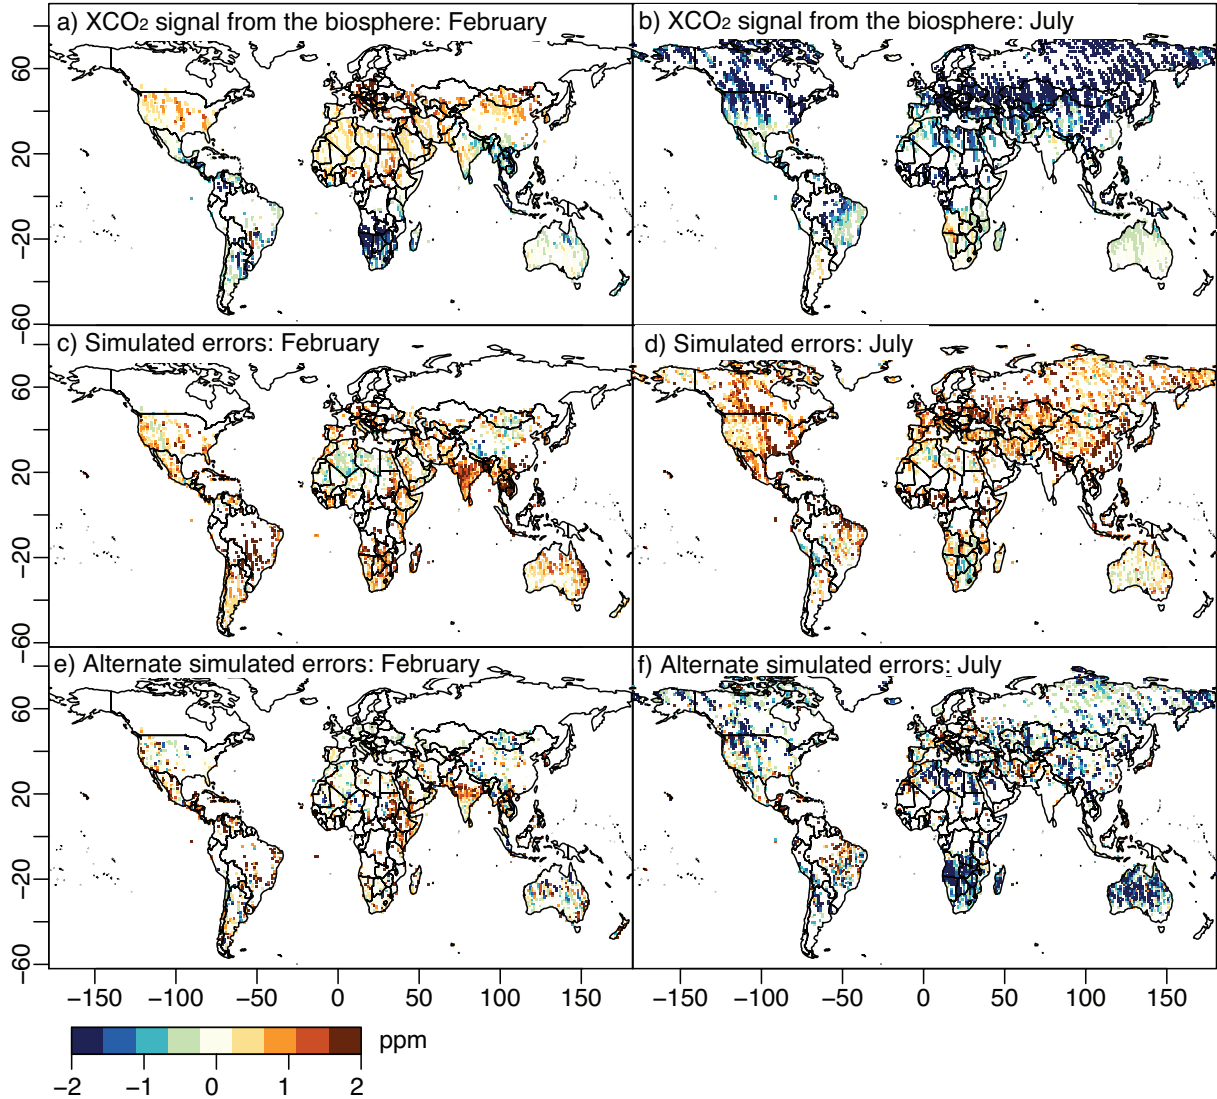 a) XCO₂ signal from the biosphere: February
b) XCO₂ signal from the biosphere: July
60
20
−20
−60
c) Simulated errors: February
d) Simulated errors: July
60
20
−20
−60
e) Alternate simulated errors: February
f) Alternate simulated errors: July
60
20
−20
−60
−150 −100 −50 0 50 100 150
−150 −100 −50 0 50 100 150
ppm
−2 −1 0 1 2